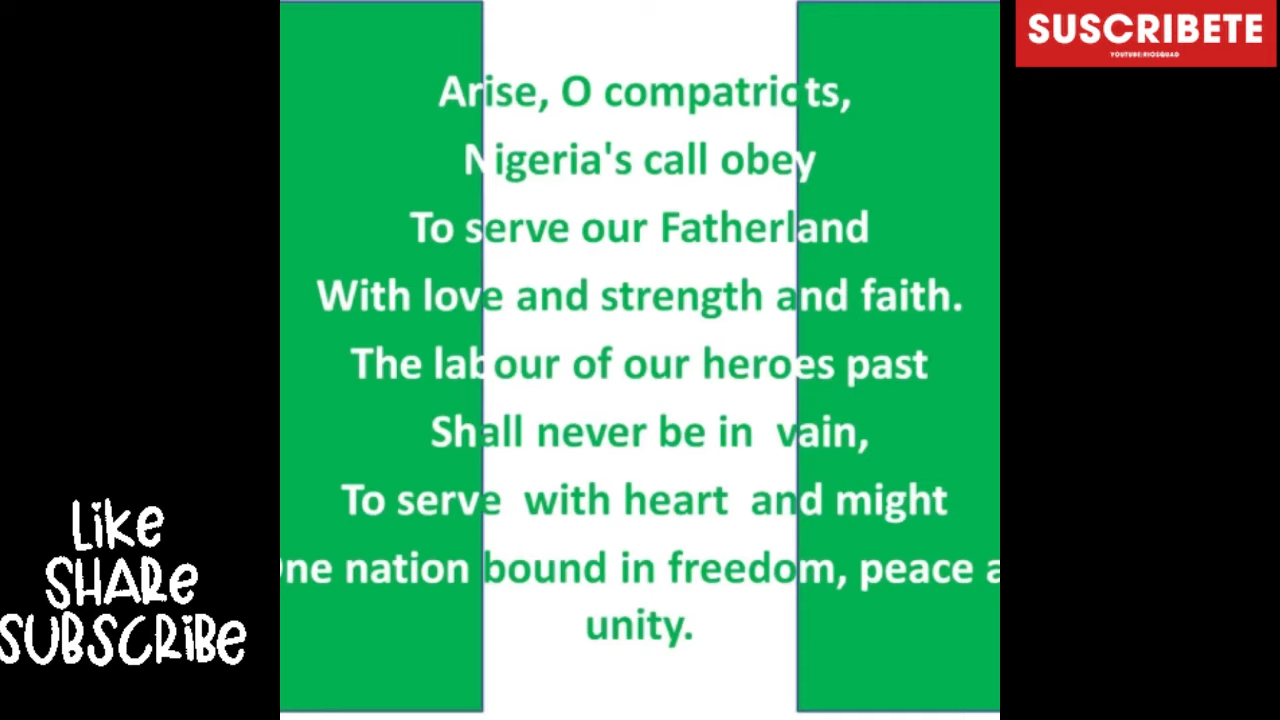 SUSCRIBETE
YOUTUBE:RIOSQUAD
Arise, O compatriots,
Nigeria's call obey
To serve our Fatherland
With love and strength and faith.
The labour of our heroes past
Shall never be in vain,
To serve with heart and might
ne nation bound in freedom, peace a
unity.
LIKE
SHARE
SUBSCRIBE